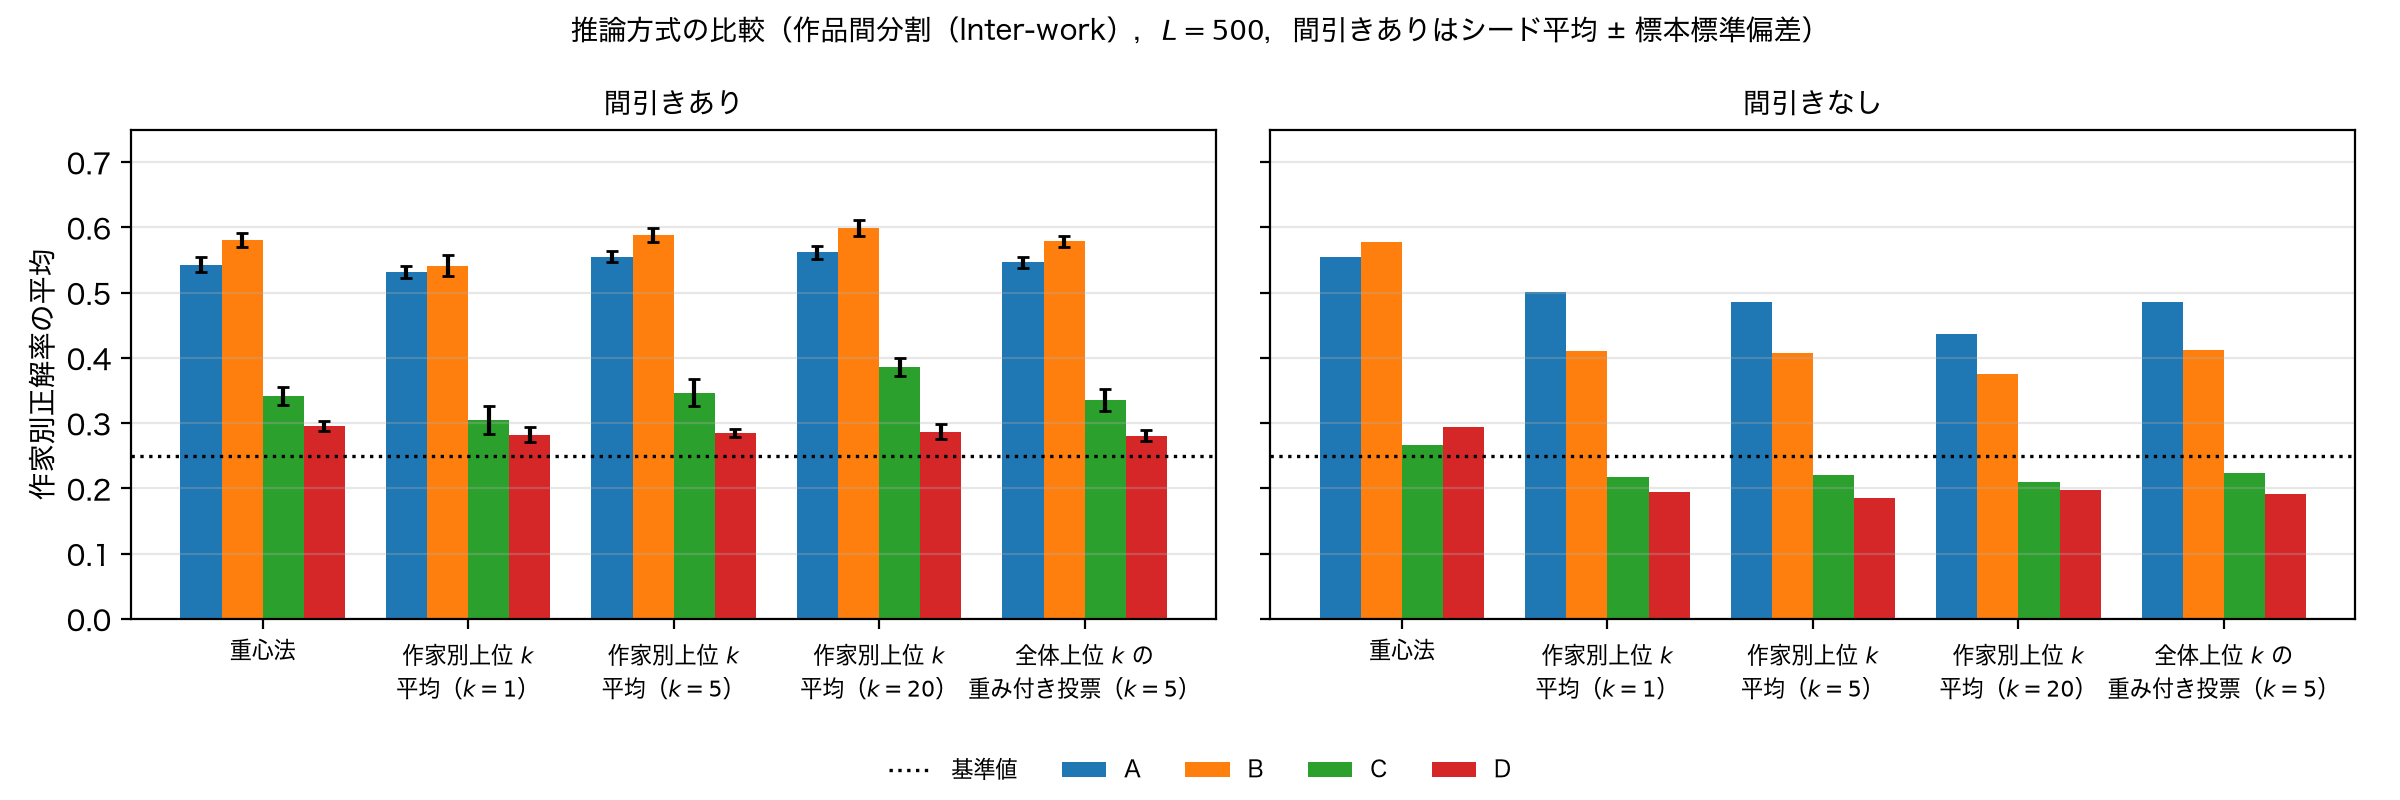 推論方式の比較（作品間分割（Inter-work），L = 500，間引きありはシード平均 ± 標本標準偏差）
間引きあり
間引きなし
作家別正解率の平均
0.7
0.6
0.5
0.4
0.3
0.2
0.1
0.0
重心法
作家別上位 k
平均（k = 1）
作家別上位 k
平均（k = 5）
作家別上位 k
平均（k = 20）
全体上位 k の
重み付き投票（k = 5）
重心法
作家別上位 k
平均（k = 1）
作家別上位 k
平均（k = 5）
作家別上位 k
平均（k = 20）
全体上位 k の
重み付き投票（k = 5）
基準値 A B C D